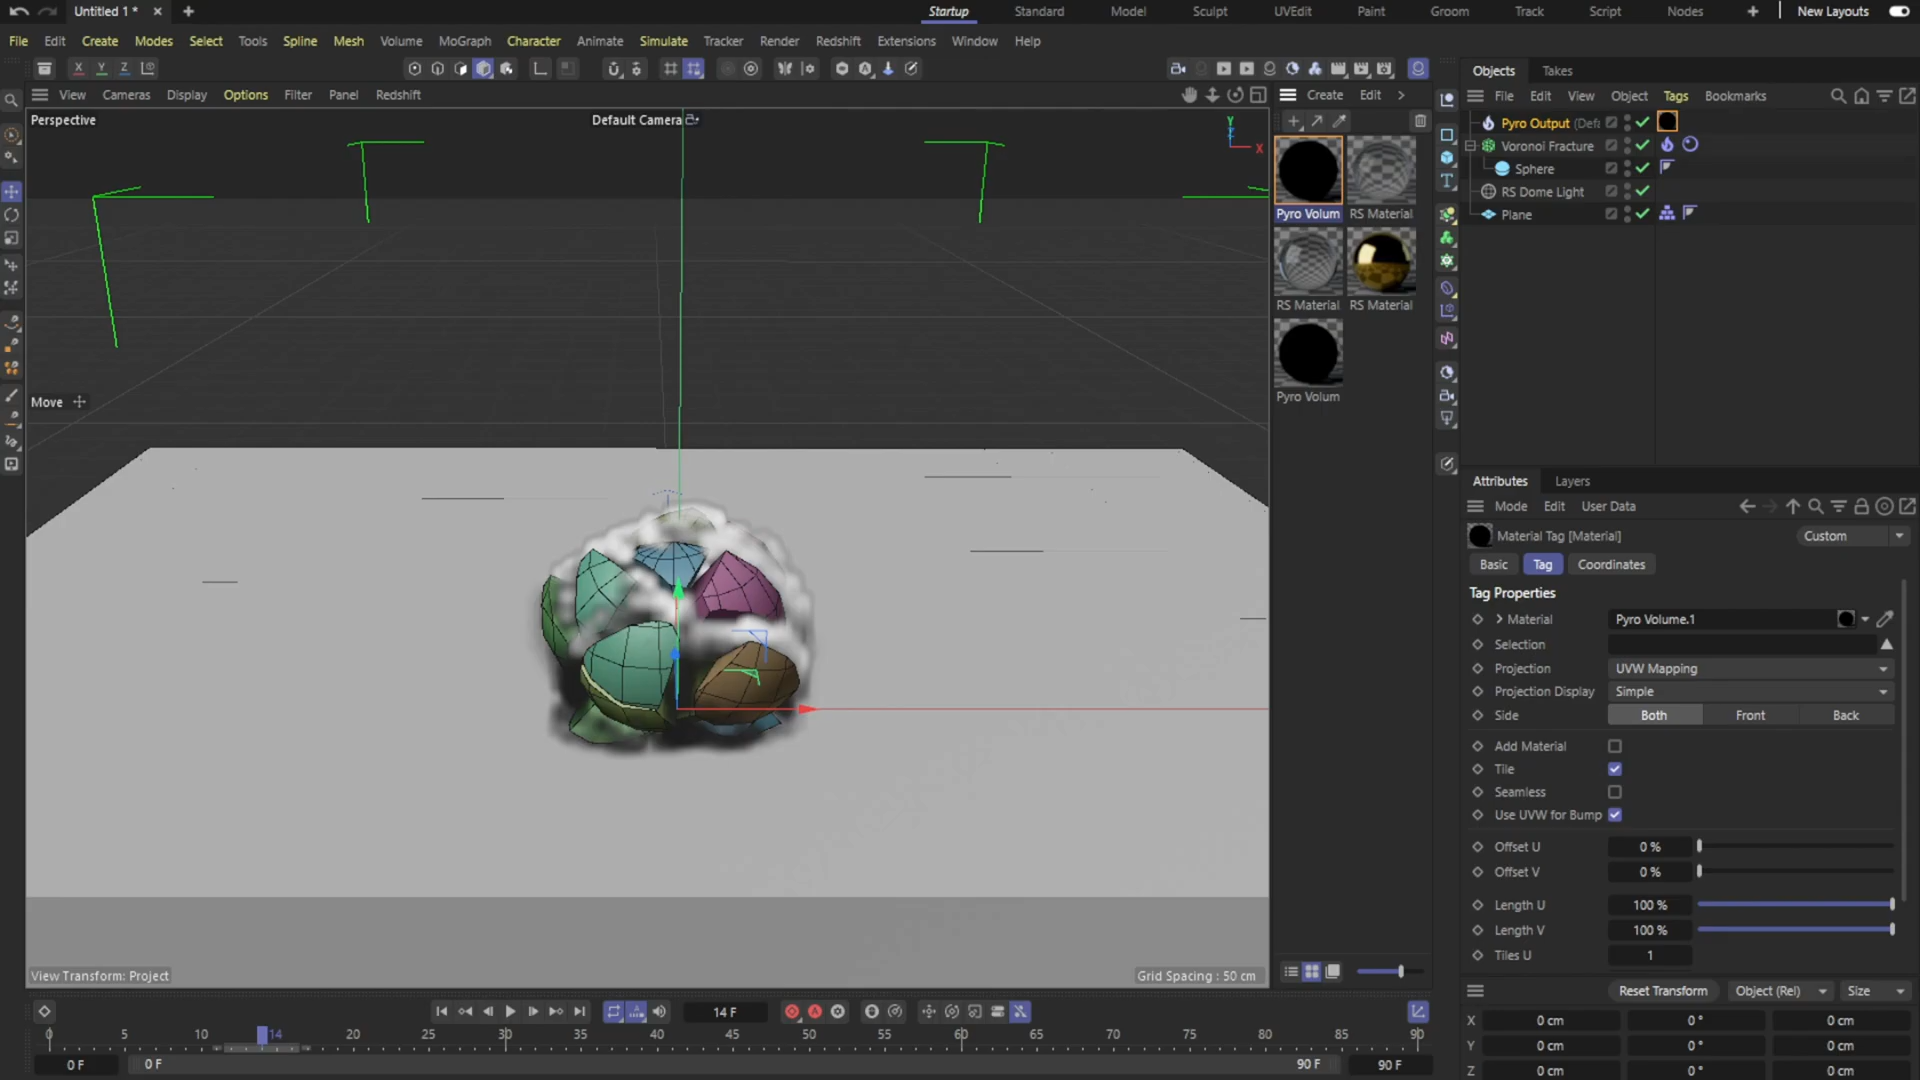 Untitled 1 *
Startup Standard Model Sculpt UVEdit Paint Groom Track Script Nodes New Layouts
File Edit Create Modes Select Tools Spline Mesh Volume MoGraph Character Animate Simulate Tracker Render Redshift Extensions Window Help
X Y Z
View Cameras Display Options Filter Panel Redshift
Perspective
Default Camera
Y
Z
X
Move
View Transform: Project
Grid Spacing : 50 cm
Create Edit
Pyro Volum
RS Material
RS Material
RS Material
Pyro Volum
Objects Takes
File Edit View Object Tags Bookmarks
Pyro Output
Voronoi Fracture
Sphere
RS Dome Light
Plane
Attributes Layers
Mode Edit User Data
Material Tag [Material]
Custom
Basic Tag Coordinates
Tag Properties
Material Pyro Volume.1
Selection
Projection UVW Mapping
Projection Display Simple
Side Both Front Back
Add Material
Tile
Seamless
Use UVW for Bump
Offset U 0 %
Offset V 0 %
Length U 100 %
Length V 100 %
Tiles U 1
Reset Transform Object (Rel) Size
X 0 cm 0 ° 0 cm
Y 0 cm 0 ° 0 cm
Z 0 cm 0 ° 0 cm
14 F
0 5 10 14 20 25 30 35 40 45 50 55 60 65 70 75 80 85 90
0 F 0 F 90 F 90 F